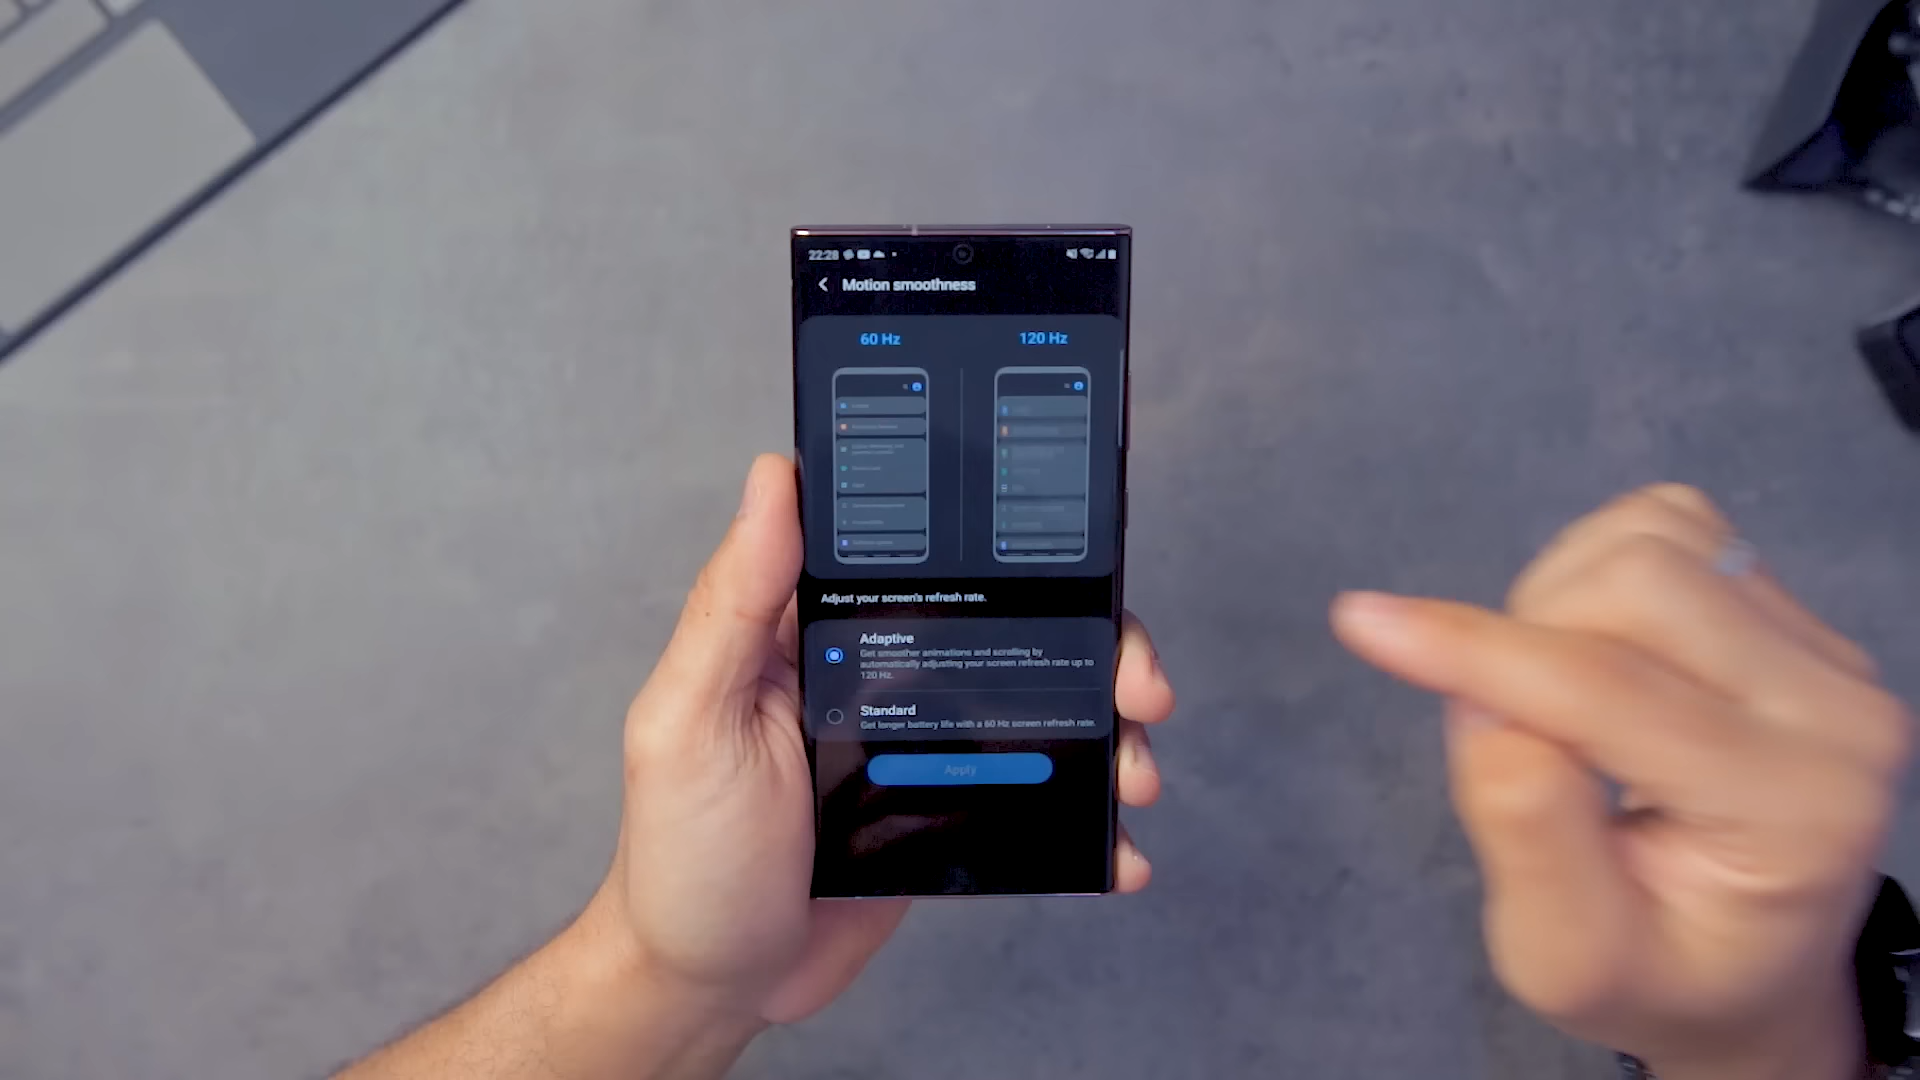 22:28
Motion smoothness
60 Hz
120 Hz
Adjust your screen's refresh rate.
Adaptive
Get smoother animations and scrolling by
automatically adjusting your screen refresh rate up to
120 Hz.
Standard
Get longer battery life with a 60 Hz screen refresh rate.
Apply